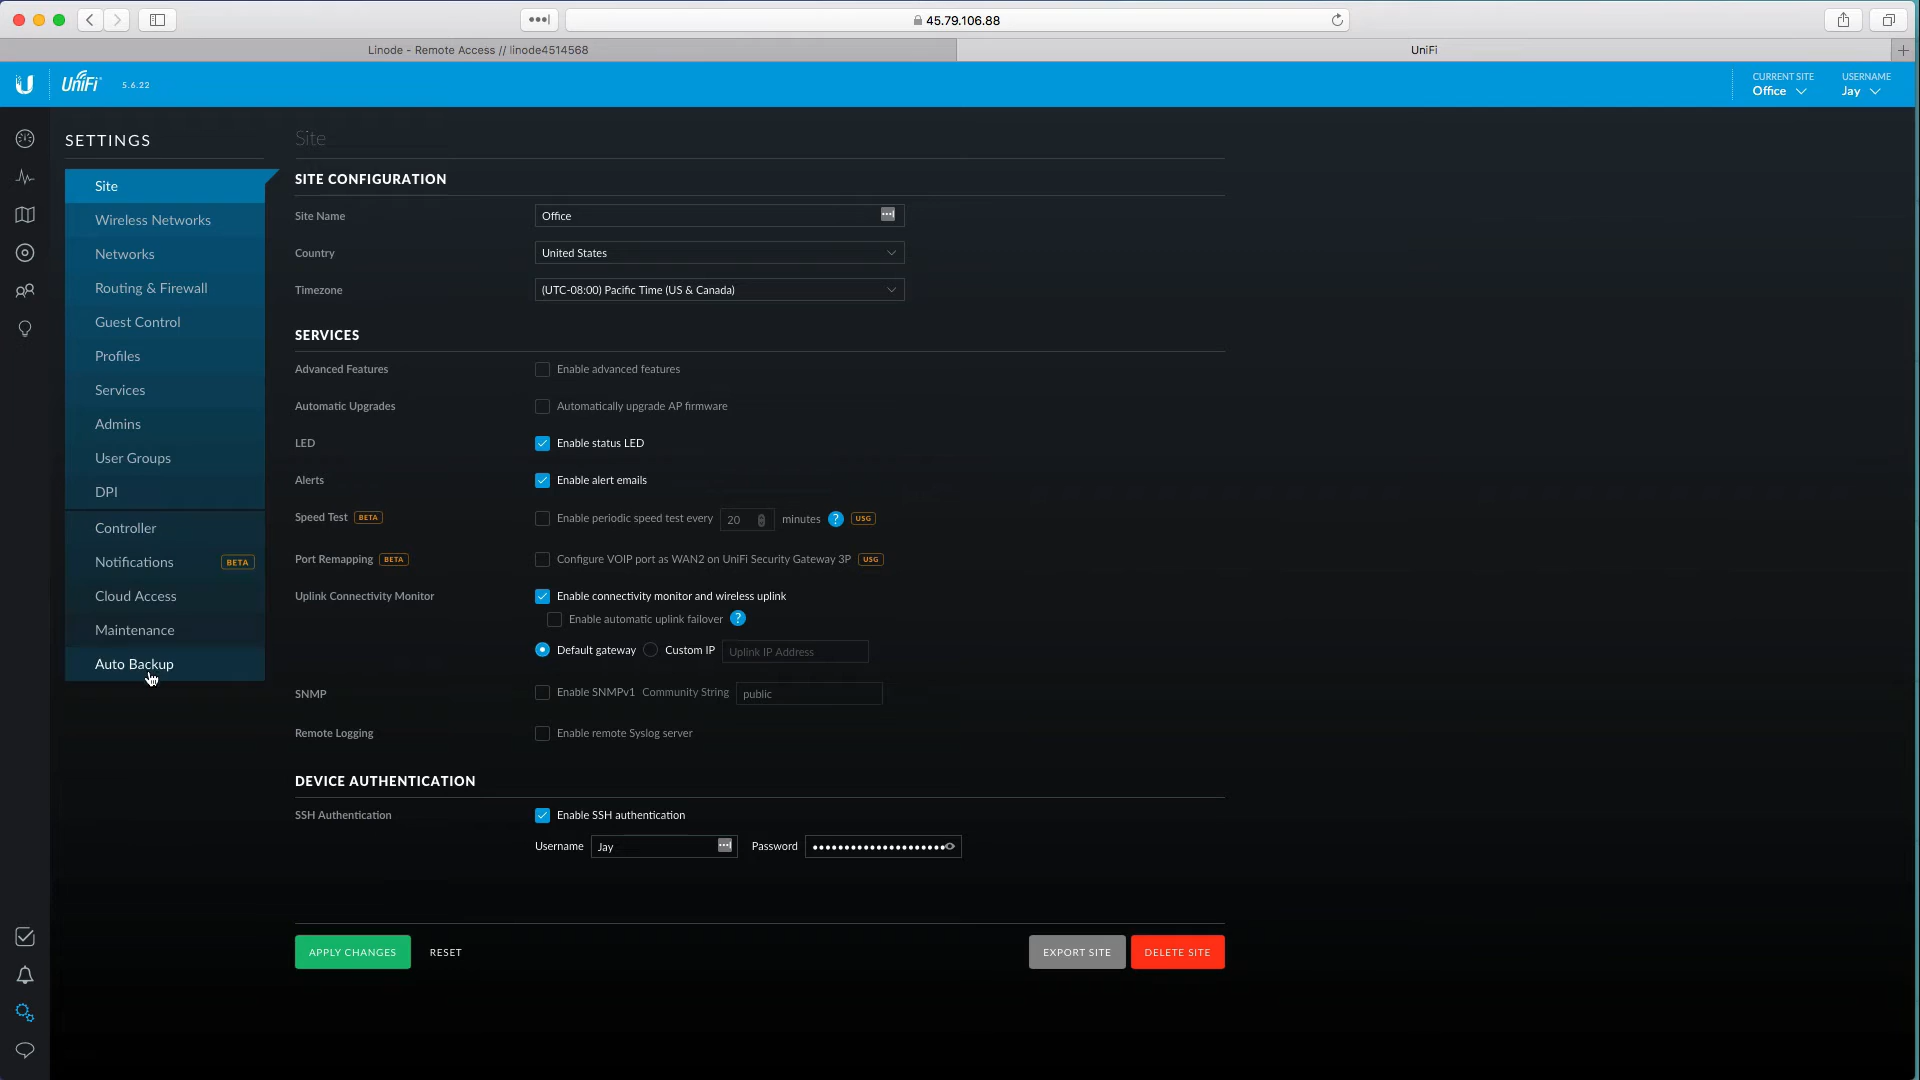 45.79.106.88
Linode - Remote Access // linode4514568
UniFi
UniFi 5.6.22
CURRENT SITE
Office
USERNAME
Jay
SETTINGS
Site
Wireless Networks
Networks
Routing & Firewall
Guest Control
Profiles
Services
Admins
User Groups
DPI
Controller
Notifications BETA
Cloud Access
Maintenance
Auto Backup
Site
SITE CONFIGURATION
Site Name Office
Country United States
Timezone (UTC-08:00) Pacific Time (US & Canada)
SERVICES
Advanced Features Enable advanced features
Automatic Upgrades Automatically upgrade AP firmware
LED Enable status LED
Alerts Enable alert emails
Speed Test BETA Enable periodic speed test every 20 minutes ? USG
Port Remapping BETA Configure VOIP port as WAN2 on UniFi Security Gateway 3P USG
Uplink Connectivity Monitor Enable connectivity monitor and wireless uplink
Enable automatic uplink failover ?
Default gateway Custom IP Uplink IP Address
SNMP Enable SNMPv1 Community String public
Remote Logging Enable remote Syslog server
DEVICE AUTHENTICATION
SSH Authentication Enable SSH authentication
Username Jay Password
APPLY CHANGES RESET EXPORT SITE DELETE SITE